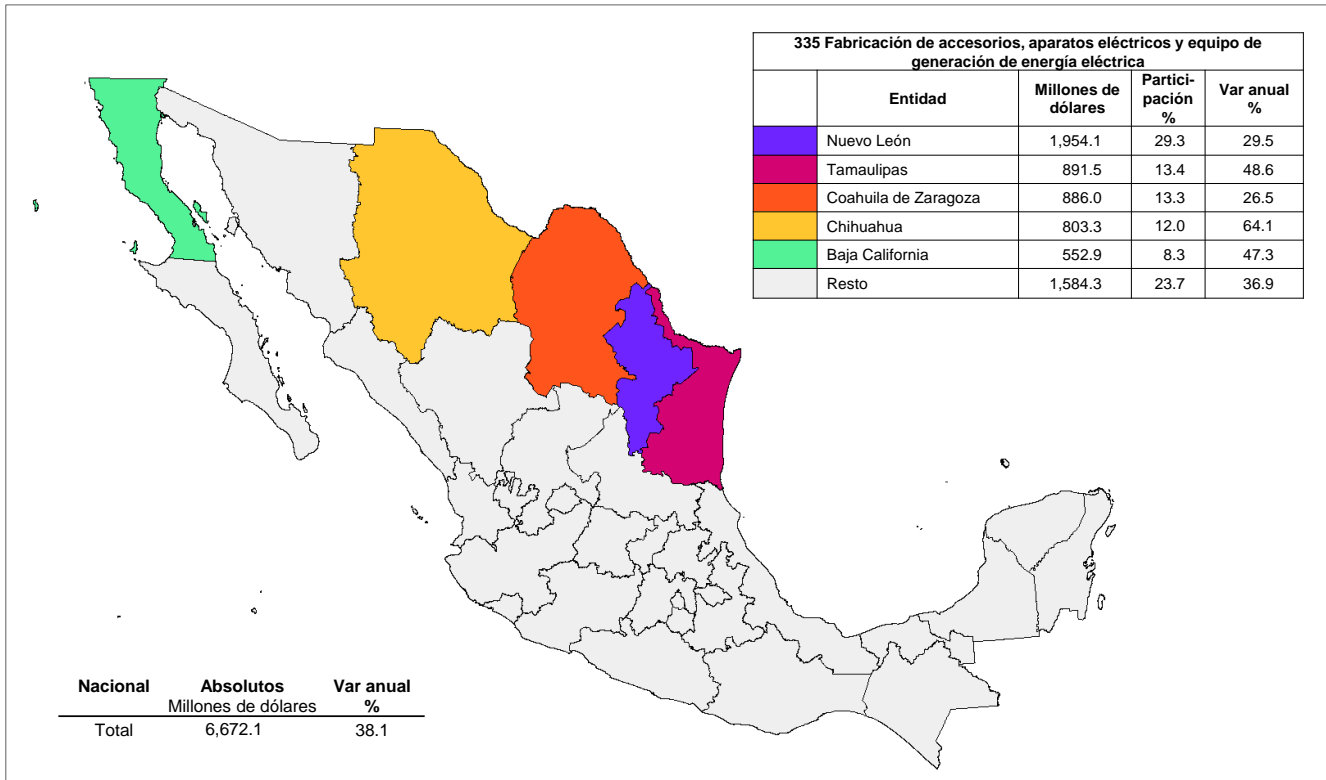 335 Fabricación de accesorios, aparatos eléctricos y equipo de
generación de energía eléctrica
Entidad Millones de dólares Partici-pación % Var anual %
Nuevo León 1,954.1 29.3 29.5
Tamaulipas 891.5 13.4 48.6
Coahuila de Zaragoza 886.0 13.3 26.5
Chihuahua 803.3 12.0 64.1
Baja California 552.9 8.3 47.3
Resto 1,584.3 23.7 36.9
Nacional Absolutos Var anual
Millones de dólares %
Total 6,672.1 38.1